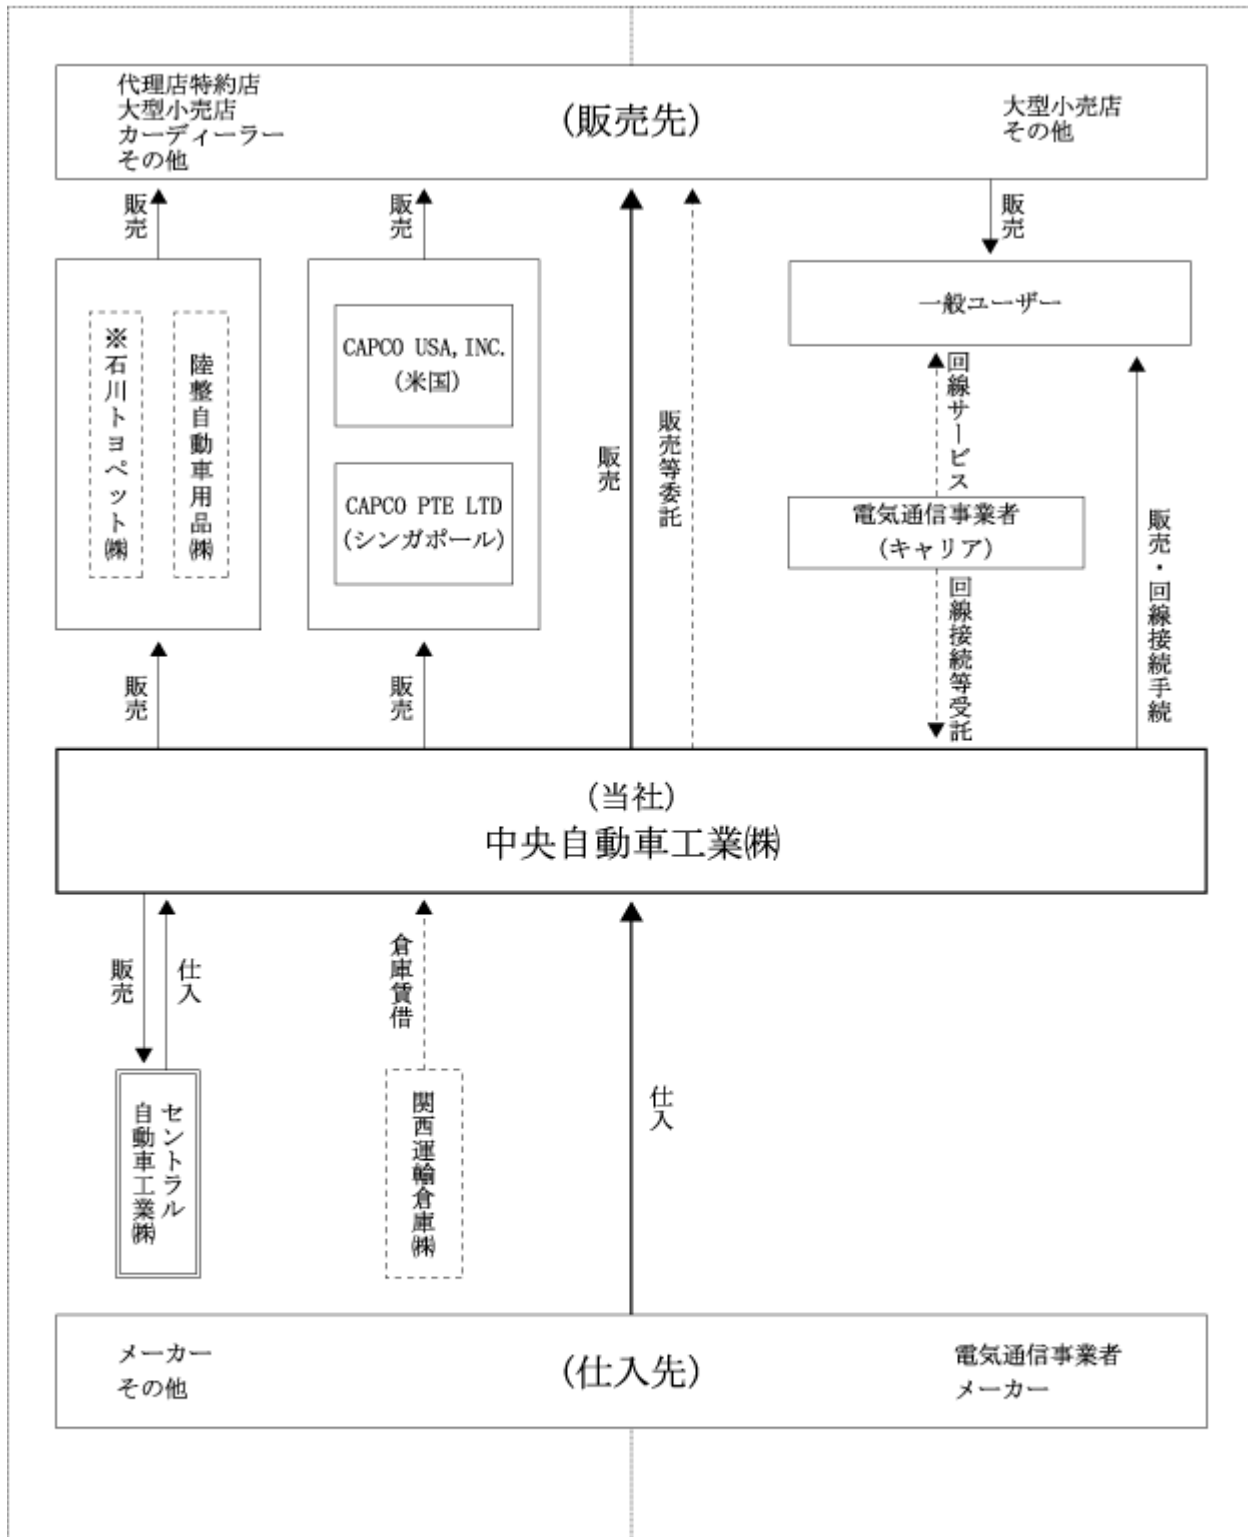 代理店特約店
大型小売店
カーディーラー
その他
(販売先)
大型小売店
その他
販売
販売
販売
一般ユーザー
※石川トヨペット㈱
陸整自動車用品㈱
CAPCO USA, INC.
(米国)
CAPCO PTE LTD
(シンガポール)
販売
販売等委託
回線サービス
電気通信事業者
(キャリア)
回線接続等受託
販売・回線接続手続
販売
販売
(当社)
中央自動車工業㈱
販売
仕入
倉庫賃借
仕入
セントラル
自動車工業㈱
関西運輸倉庫㈱
メーカー
その他
(仕入先)
電気通信事業者
メーカー